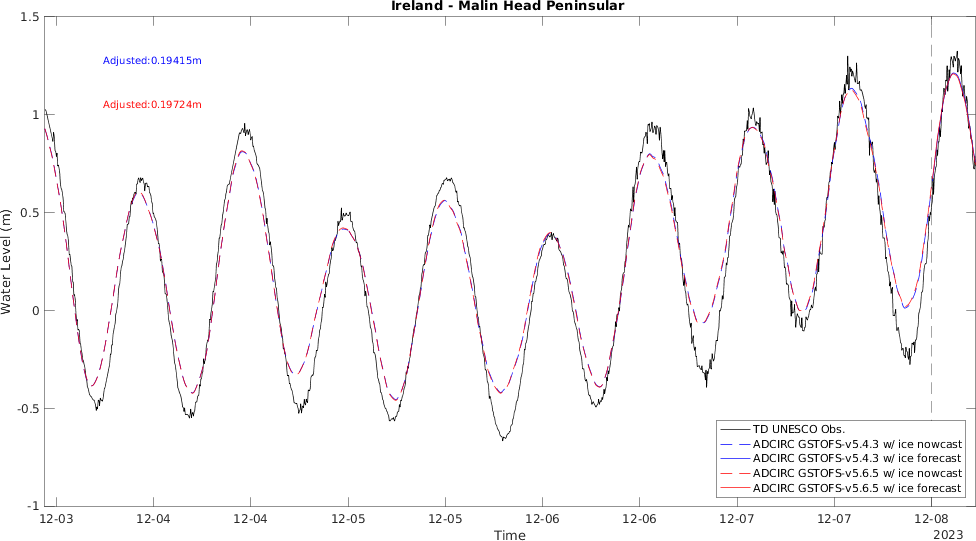 Ireland - Malin Head Peninsular
1.5
Adjusted:0.19415m
Adjusted:0.19724m
1
0.5
0
-0.5
-1
Water Level (m)
TD UNESCO Obs.
ADCIRC GSTOFS-v5.4.3 w/ ice nowcast
ADCIRC GSTOFS-v5.4.3 w/ ice forecast
ADCIRC GSTOFS-v5.6.5 w/ ice nowcast
ADCIRC GSTOFS-v5.6.5 w/ ice forecast
12-03 12-04 12-04 12-05 12-05 12-06 12-06 12-07 12-07 12-08
Time
2023